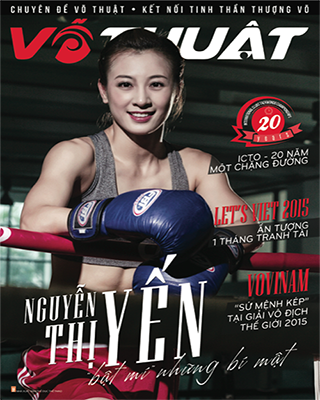 CHUYÊN ĐỀ VÕ THUẬT • KẾT NỐI TINH THẦN THƯỢNG VÕ
VÕ THUẬT
20
YEARS
ICTO - 20 NĂM
MỘT CHẶNG ĐƯỜNG
LET'S VIET 2015
ẤN TƯỢNG
1 THÁNG TRANH TÀI
VOVINAM
"SỨ MỆNH KÉP"
TẠI GIẢI VÔ ĐỊCH
THẾ GIỚI 2015
NGUYỄN
THỊ YẾN
bật mí những bí mật